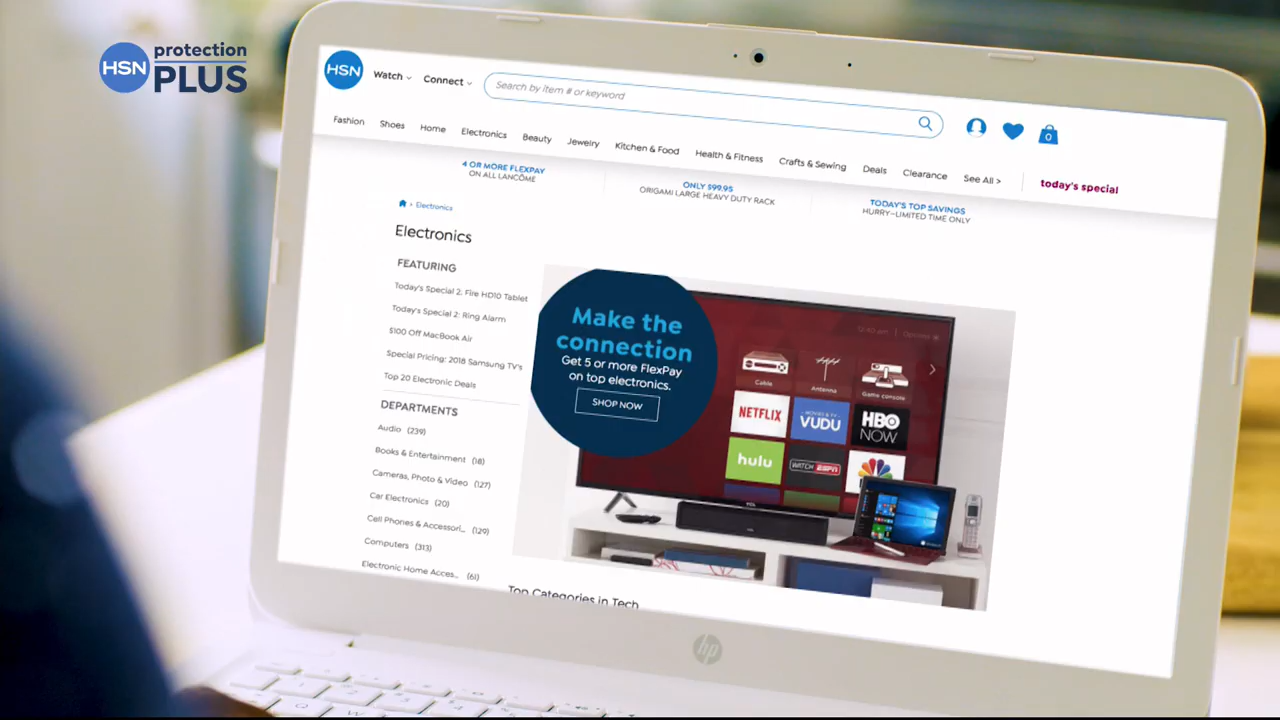 HSN protection PLUS
HSN
Watch
Connect
Search by item # or keyword
0
Fashion
Shoes
Home
Electronics
Beauty
Jewelry
Kitchen & Food
Health & Fitness
Crafts & Sewing
Deals
Clearance
See All >
today's special
4 OR MORE FLEXPAY
ON ALL LANCÔME
ONLY $99.95
ORIGAMI LARGE HEAVY DUTY RACK
TODAY'S TOP SAVINGS
HURRY–LIMITED TIME ONLY
Electronics
Electronics
FEATURING
Today's Special 2: Fire HD10 Tablet
Today's Special 2: Ring Alarm
$100 Off MacBook Air
Special Pricing: 2018 Samsung TV's
Top 20 Electronic Deals
DEPARTMENTS
Audio (239)
Books & Entertainment (18)
Cameras, Photo & Video (127)
Car Electronics (20)
Cell Phones & Accessori... (129)
Computers (313)
Electronic Home Acces... (61)
Make the
connection
Get 5 or more FlexPay
on top electronics.
SHOP NOW
Options
Cable
Antenna
Game console
NETFLIX
MOVIES & TV
VUDU
HBO
NOW
hulu
WATCH ESPN
TCL
Top Categories in Tech
hp